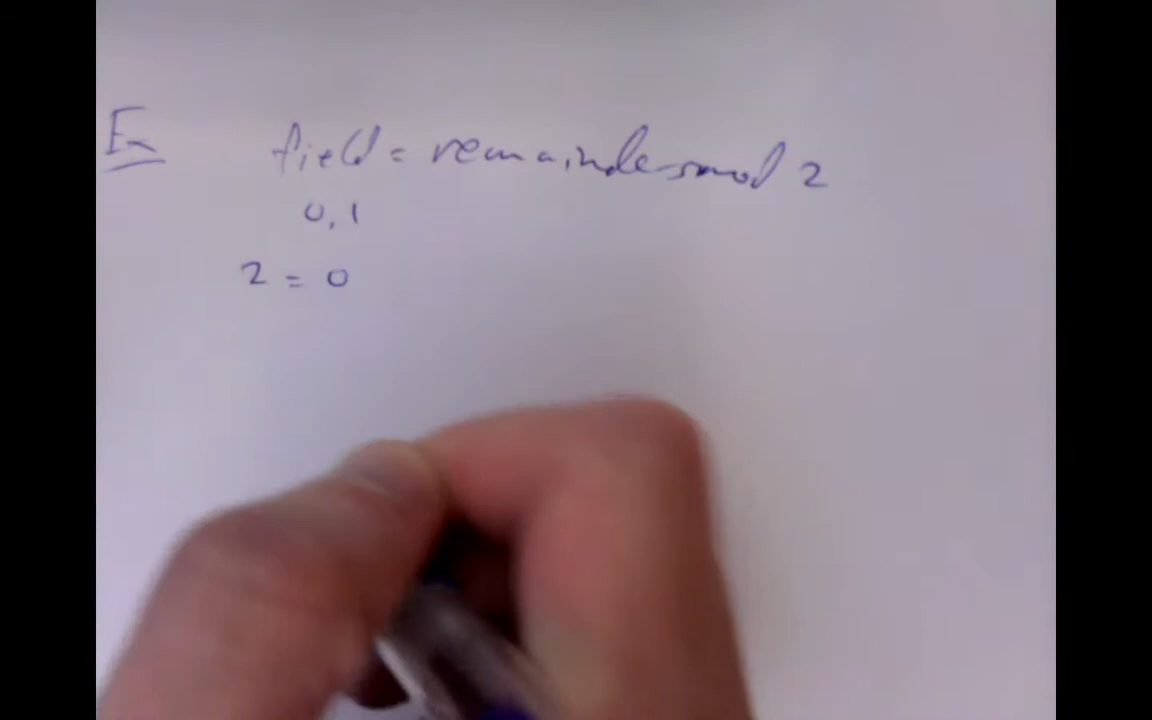 Ex field = remainders mod 2
0, 1
2 = 0